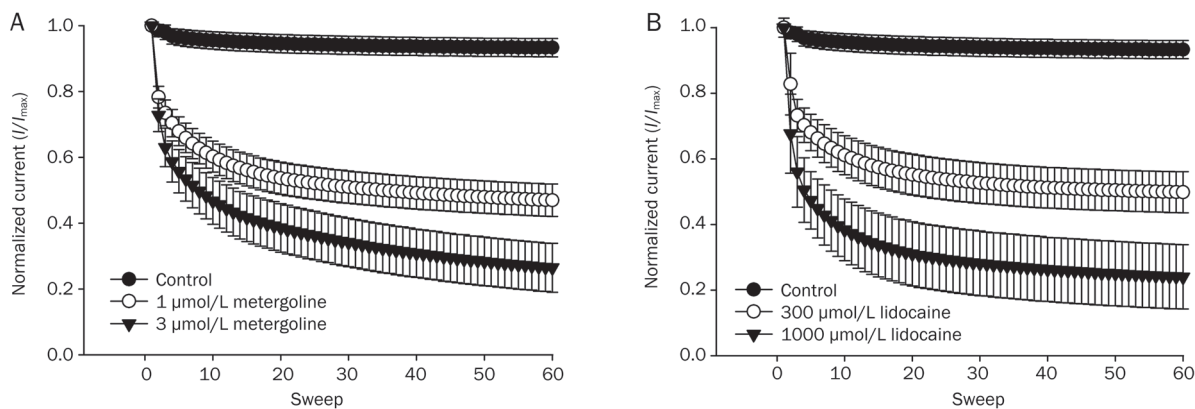 A
Normalized current (I/Imax)
1.0
0.8
0.6
0.4
0.2
0.0
Control
1 µmol/L metergoline
3 µmol/L metergoline
0 10 20 30 40 50 60
Sweep
B
Normalized current (I/Imax)
1.0
0.8
0.6
0.4
0.2
0.0
Control
300 µmol/L lidocaine
1000 µmol/L lidocaine
0 10 20 30 40 50 60
Sweep